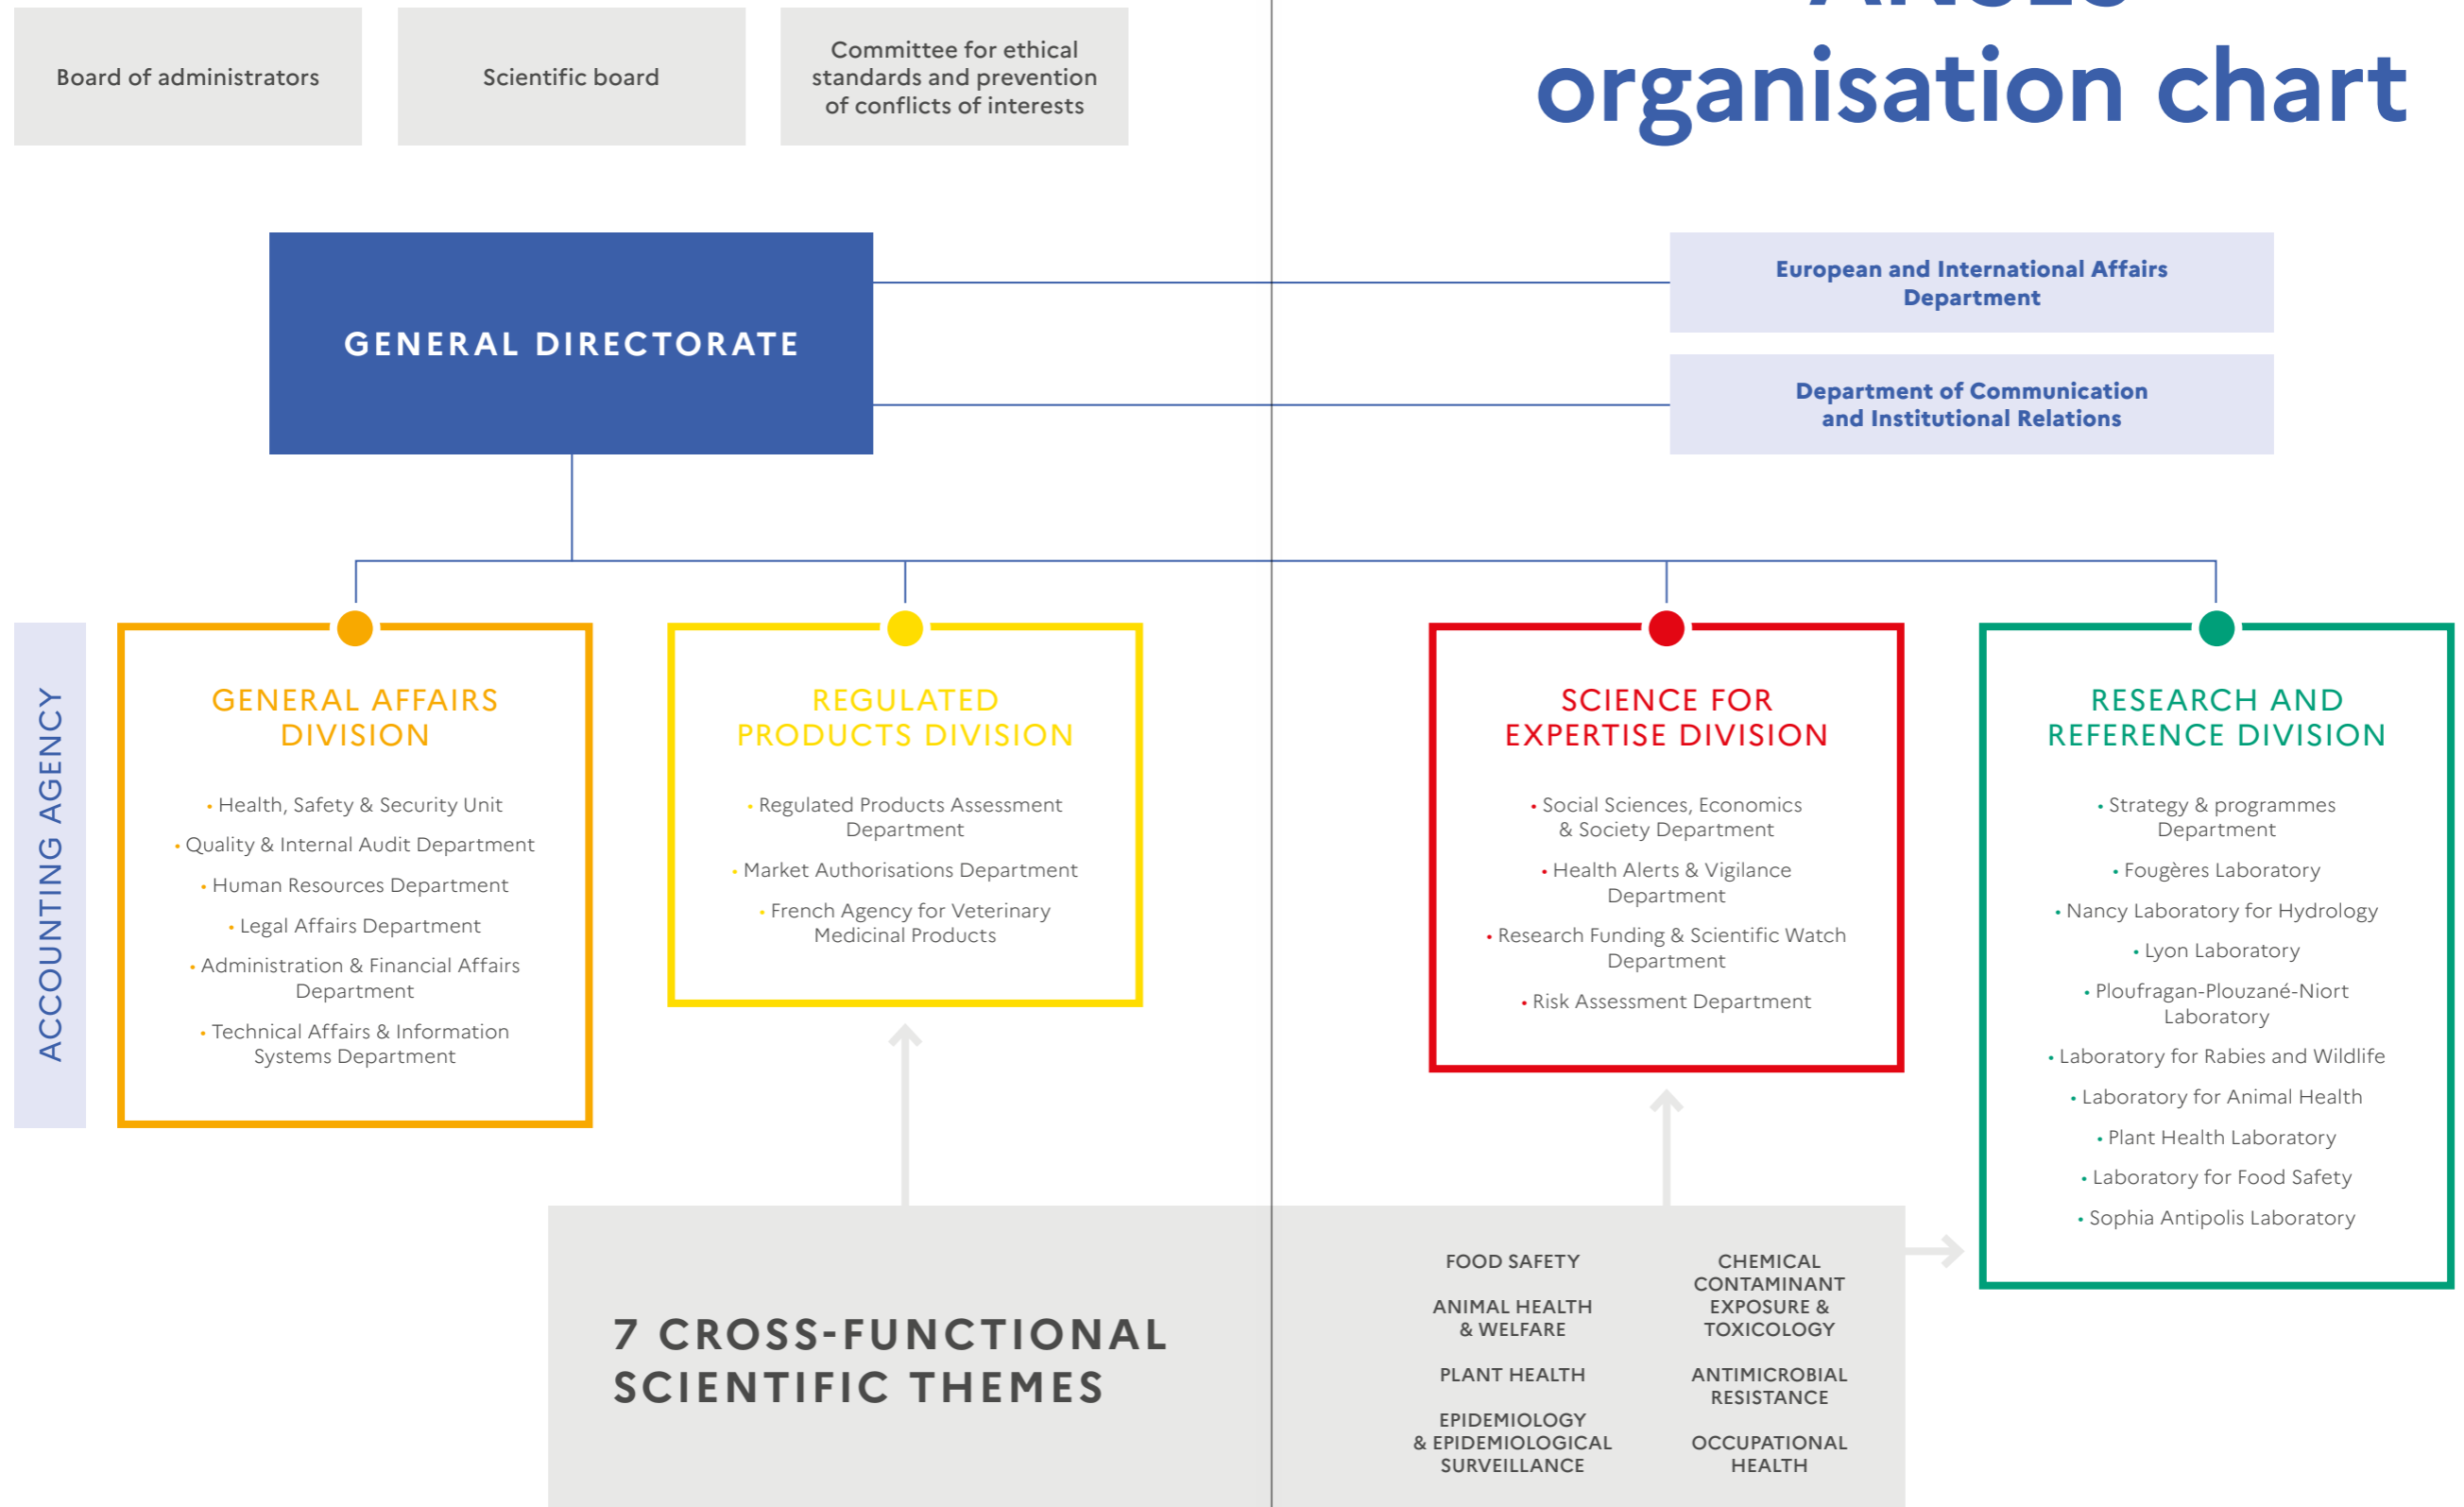 ANSES
organisation chart
Board of administrators
Scientific board
Committee for ethical
standards and prevention
of conflicts of interests
GENERAL DIRECTORATE
European and International Affairs
Department
Department of Communication
and Institutional Relations
ACCOUNTING AGENCY
GENERAL AFFAIRS
DIVISION
• Health, Safety & Security Unit
• Quality & Internal Audit Department
• Human Resources Department
• Legal Affairs Department
• Administration & Financial Affairs
Department
• Technical Affairs & Information
Systems Department
REGULATED
PRODUCTS DIVISION
• Regulated Products Assessment
Department
• Market Authorisations Department
• French Agency for Veterinary
Medicinal Products
SCIENCE FOR
EXPERTISE DIVISION
• Social Sciences, Economics
& Society Department
• Health Alerts & Vigilance
Department
• Research Funding & Scientific Watch
Department
• Risk Assessment Department
RESEARCH AND
REFERENCE DIVISION
• Strategy & programmes
Department
• Fougères Laboratory
• Nancy Laboratory for Hydrology
• Lyon Laboratory
• Ploufragan-Plouzané-Niort
Laboratory
• Laboratory for Rabies and Wildlife
• Laboratory for Animal Health
• Plant Health Laboratory
• Laboratory for Food Safety
• Sophia Antipolis Laboratory
7 CROSS-FUNCTIONAL
SCIENTIFIC THEMES
FOOD SAFETY
ANIMAL HEALTH
& WELFARE
PLANT HEALTH
EPIDEMIOLOGY
& EPIDEMIOLOGICAL
SURVEILLANCE
CHEMICAL
CONTAMINANT
EXPOSURE &
TOXICOLOGY
ANTIMICROBIAL
RESISTANCE
OCCUPATIONAL
HEALTH